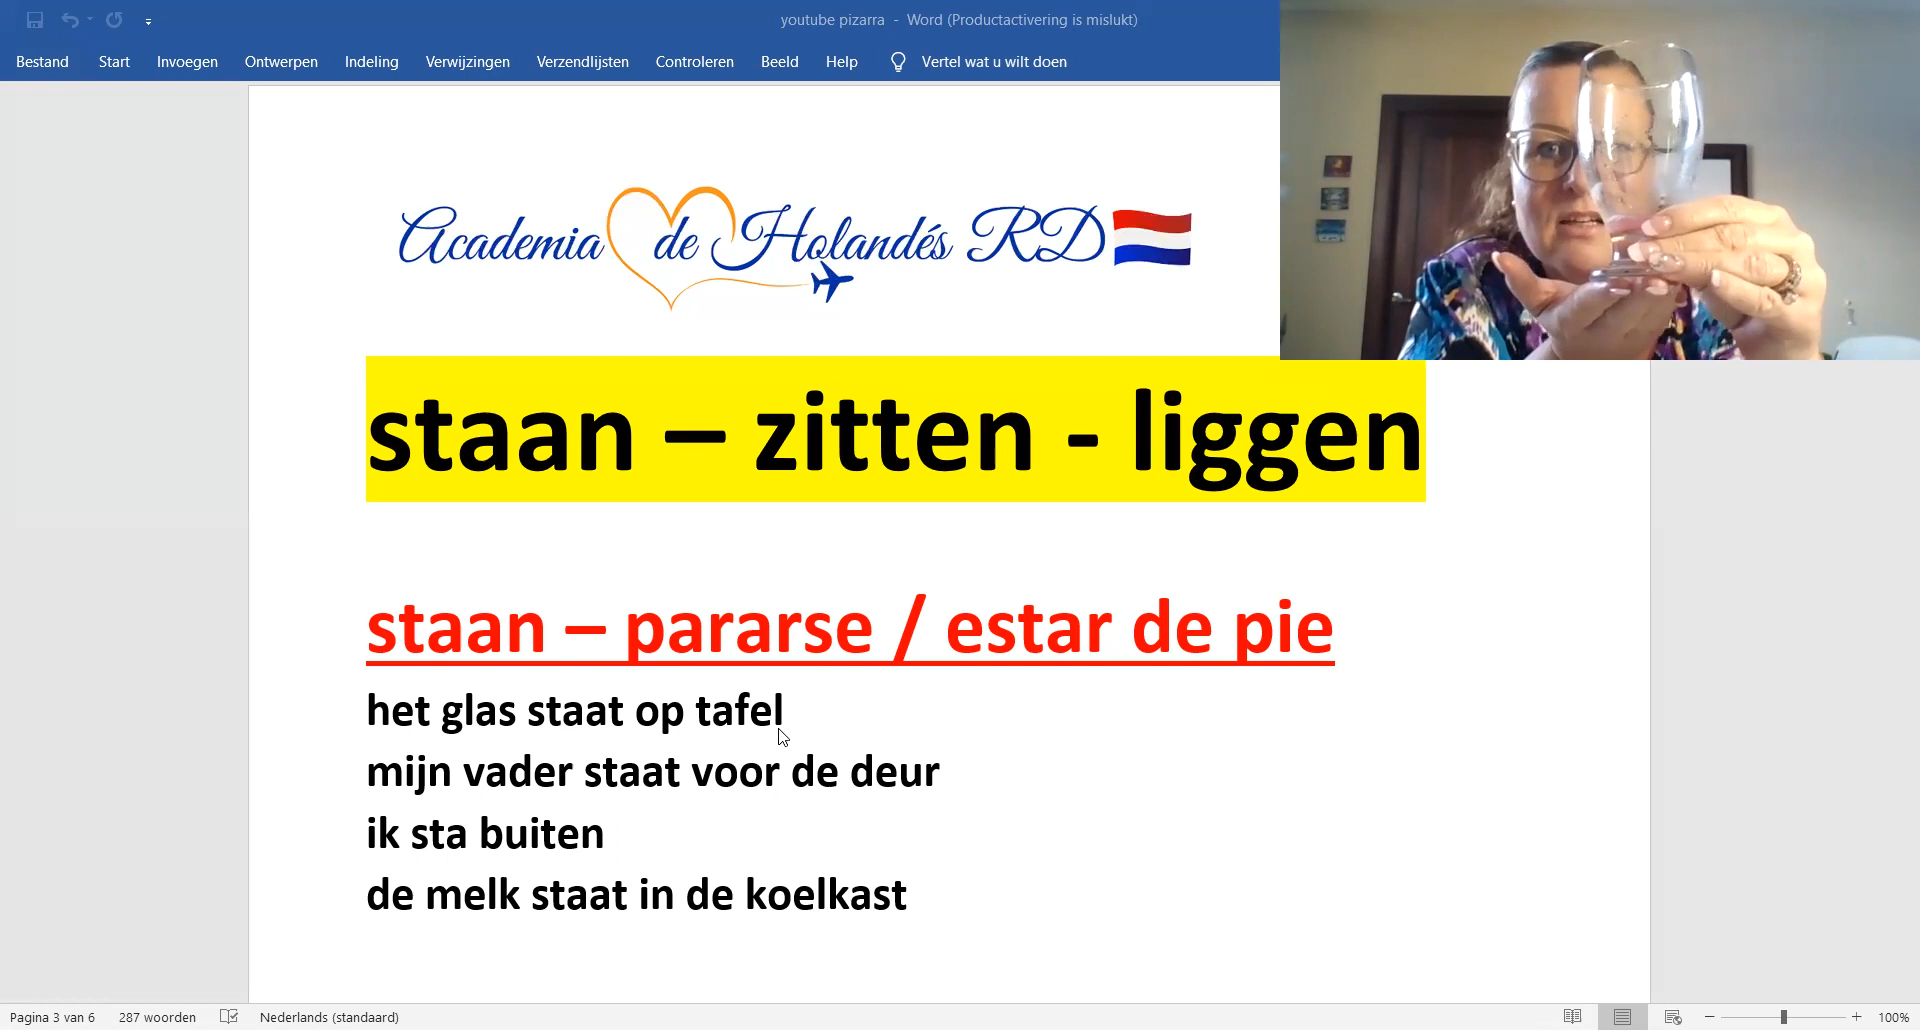 youtube pizarra - Word (Productactivering is mislukt)
Bestand Start Invoegen Ontwerpen Indeling Verwijzingen Verzendlijsten Controleren Beeld Help Vertel wat u wilt doen
Academia de Holandés RD
staan – zitten - liggen
staan – pararse / estar de pie
het glas staat op tafel
mijn vader staat voor de deur
ik sta buiten
de melk staat in de koelkast
Pagina 3 van 6 287 woorden Nederlands (standaard) 100%